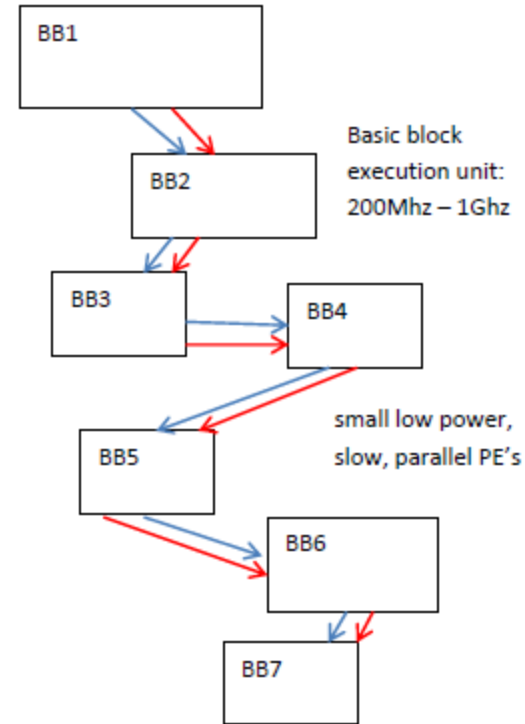 BB1
Basic block
execution unit:
200Mhz – 1Ghz
BB2
BB3
BB4
small low power,
slow, parallel PE's
BB5
BB6
BB7